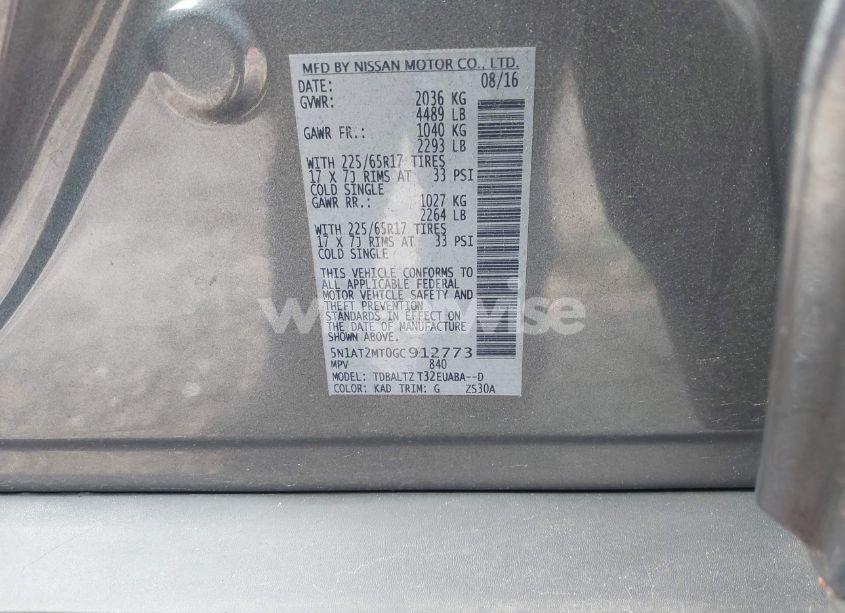 MFD BY NISSAN MOTOR CO., LTD.
DATE: 08/16
GVWR: 2036 KG
4489 LB
GAWR FR.: 1040 KG
2293 LB
WITH 225/65R17 TIRES
17 X 7J RIMS AT 33 PSI
COLD SINGLE
GAWR RR.: 1027 KG
2264 LB
WITH 225/65R17 TIRES
17 X 7J RIMS AT 33 PSI
COLD SINGLE
THIS VEHICLE CONFORMS TO
ALL APPLICABLE FEDERAL
MOTOR VEHICLE SAFETY AND
THEFT PREVENTION
STANDARDS IN EFFECT ON
THE DATE OF MANUFACTURE
SHOWN ABOVE.
5N1AT2MT0GC912773
MPV 840
MODEL: TDBALTZ T32EUABA--D
COLOR: KAD TRIM: G ZS30A